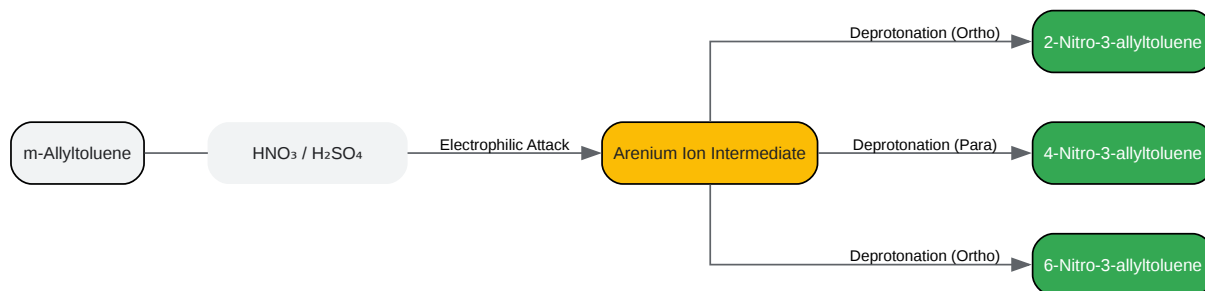 Deprotonation (Ortho)
2-Nitro-3-allyltoluene
m-Allyltoluene
HNO₃ / H₂SO₄
Electrophilic Attack
Arenium Ion Intermediate
Deprotonation (Para)
4-Nitro-3-allyltoluene
Deprotonation (Ortho)
6-Nitro-3-allyltoluene